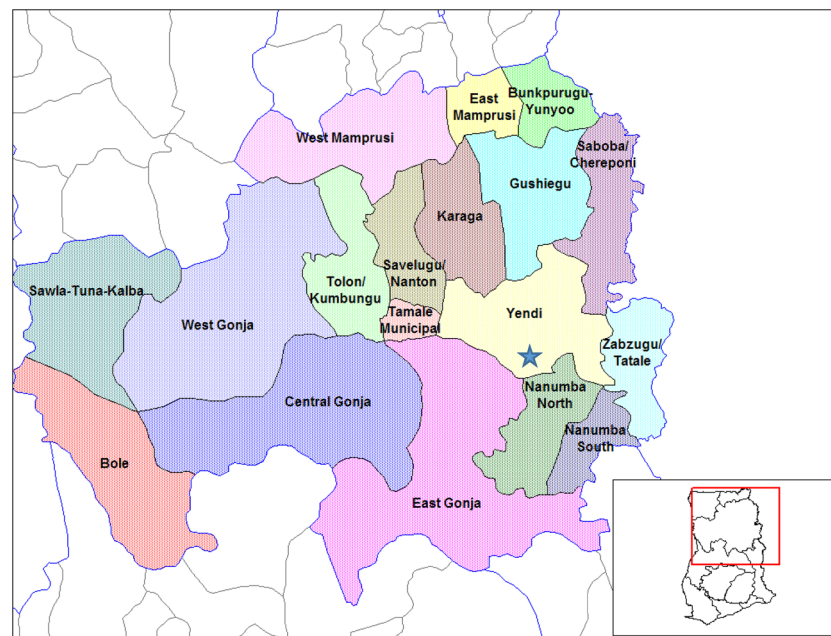 East
Mamprusi
Bunkpurugu-
Yunyoo
West Mamprusi
Saboba/
Chereponi
Gushiegu
Karaga
Savelugu/
Nanton
Tolon/
Kumbungu
Sawla-Tuna-Kalba
West Gonja
Tamale
Municipal
Yendi
Zabzugu/
Tatale
Nanumba
North
Central Gonja
Nanumba
South
Bole
East Gonja